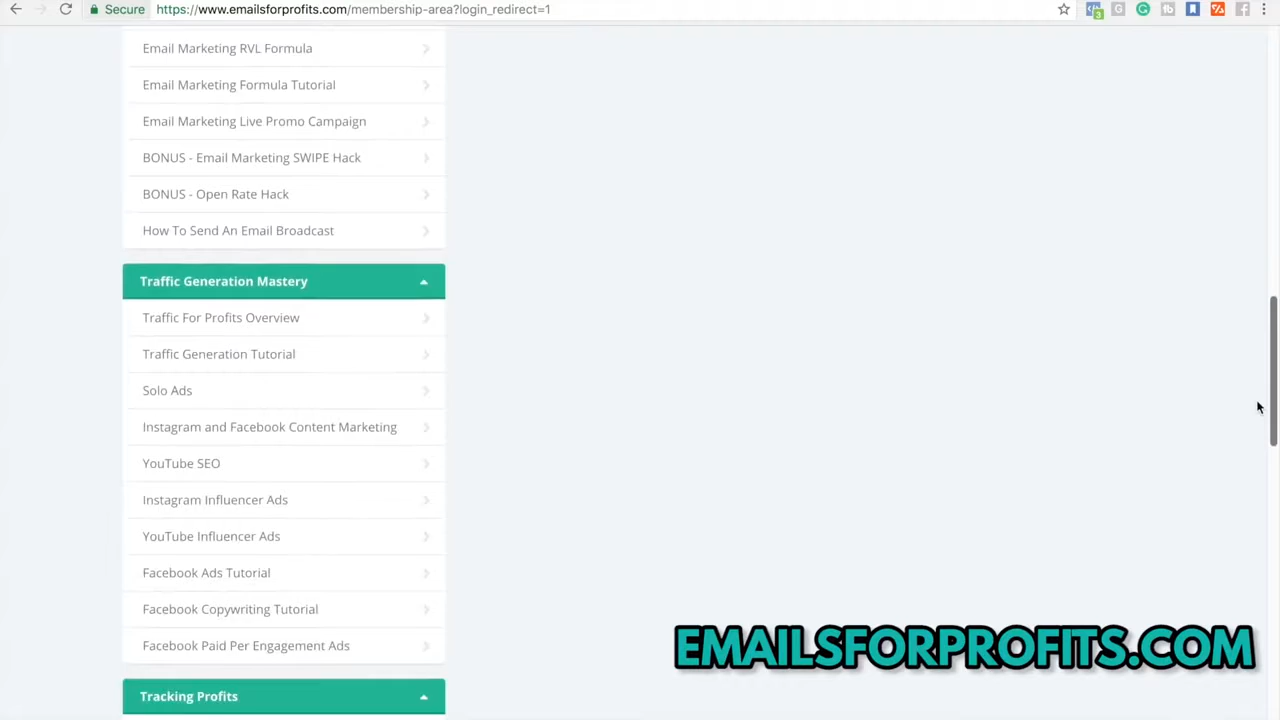 Secure https://www.emailsforprofits.com/membership-area?login_redirect=1
3
Email Marketing RVL Formula
Email Marketing Formula Tutorial
Email Marketing Live Promo Campaign
BONUS - Email Marketing SWIPE Hack
BONUS - Open Rate Hack
How To Send An Email Broadcast
Traffic Generation Mastery
Traffic For Profits Overview
Traffic Generation Tutorial
Solo Ads
Instagram and Facebook Content Marketing
YouTube SEO
Instagram Influencer Ads
YouTube Influencer Ads
Facebook Ads Tutorial
Facebook Copywriting Tutorial
Facebook Paid Per Engagement Ads
EMAILSFORPROFITS.COM
Tracking Profits